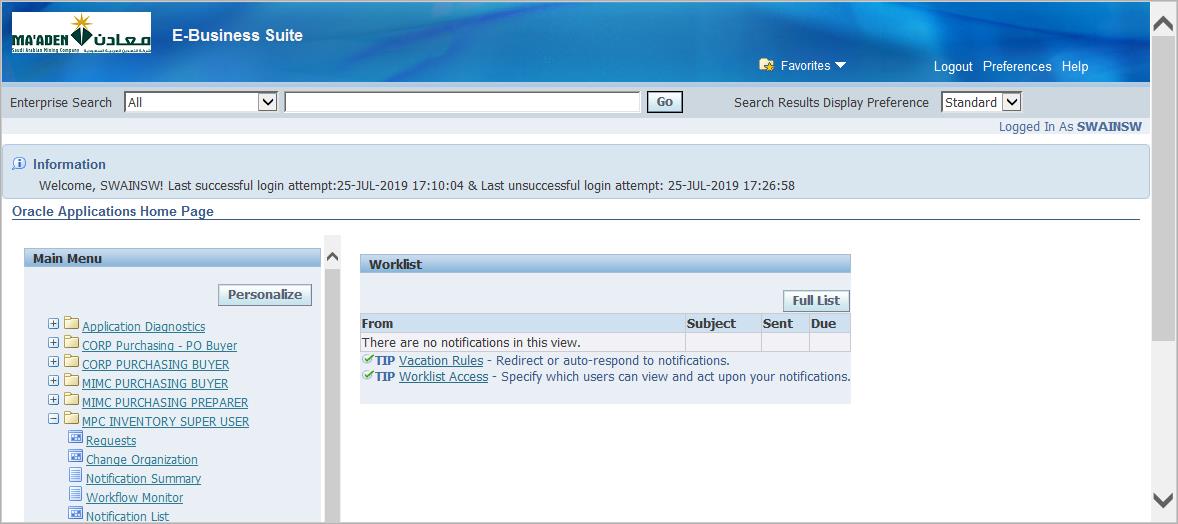 MA'ADEN معادن
Saudi Arabian Mining Company شركة التعدين العربية السعودية
E-Business Suite
Favorites
Logout Preferences Help
Enterprise Search All Go Search Results Display Preference Standard
Logged In As SWAINSW
Information
Welcome, SWAINSW! Last successful login attempt:25-JUL-2019 17:10:04 & Last unsuccessful login attempt: 25-JUL-2019 17:26:58
Oracle Applications Home Page
Main Menu
Personalize
Application Diagnostics
CORP Purchasing - PO Buyer
CORP PURCHASING BUYER
MIMC PURCHASING BUYER
MIMC PURCHASING PREPARER
MPC INVENTORY SUPER USER
Requests
Change Organization
Notification Summary
Workflow Monitor
Notification List
Worklist
Full List
From Subject Sent Due
There are no notifications in this view.
TIP Vacation Rules - Redirect or auto-respond to notifications.
TIP Worklist Access - Specify which users can view and act upon your notifications.